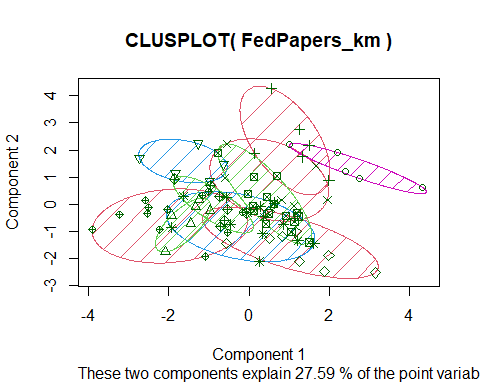 CLUSPLOT( FedPapers_km )
Component 2
4
3
2
1
0
-1
-2
-3
-4 -2 0 2 4
Component 1
These two components explain 27.59 % of the point variab